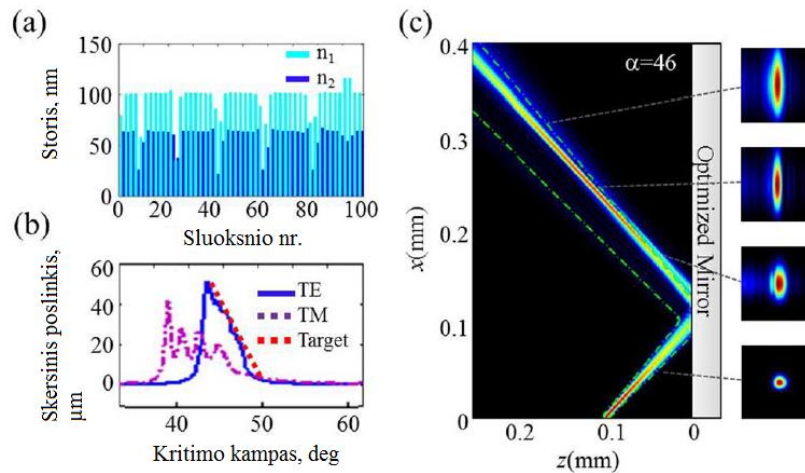 (a)
150
100
50
0
Storis, nm
n₁
n₂
0 20 40 60 80 100
Sluoksnio nr.
(b)
60
40
20
0
Skersinis poslinkis,
µm
TE
TM
Target
40 50 60
Kritimo kampas, deg
(c)
α=46
0.4
0.3
0.2
0.1
0
x(mm)
Optimized Mirror
0.2 0.1 0
z(mm)